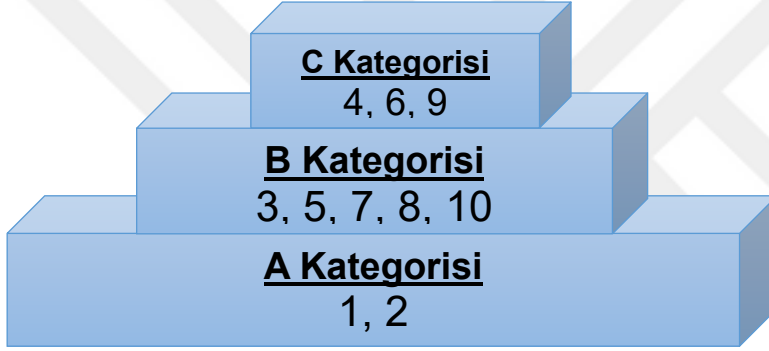 C Kategorisi
4, 6, 9
B Kategorisi
3, 5, 7, 8, 10
A Kategorisi
1, 2